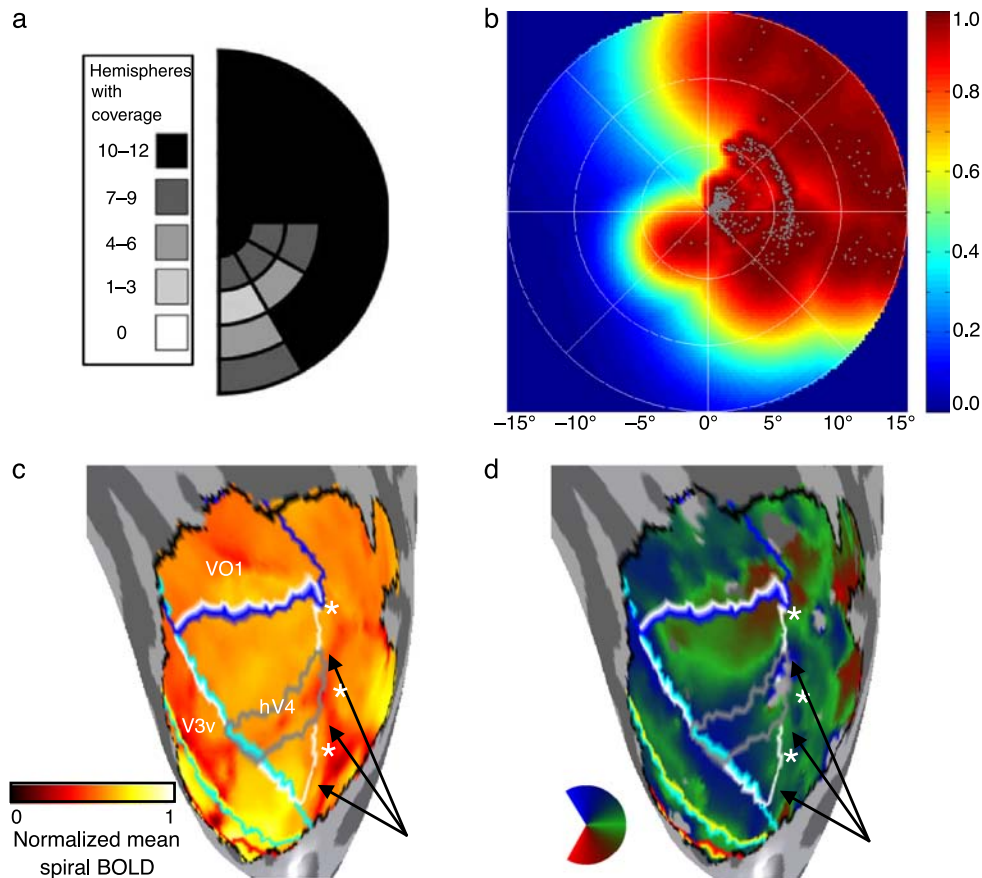 a
Hemispheres
with
coverage
10–12
7–9
4–6
1–3
0
b
1.0
0.8
0.6
0.4
0.2
0.0
–15° –10° –5° 0° 5° 10° 15°
c
VO1
*
hV4
*
V3v
*
0 1
Normalized mean
spiral BOLD
d
*
*
*